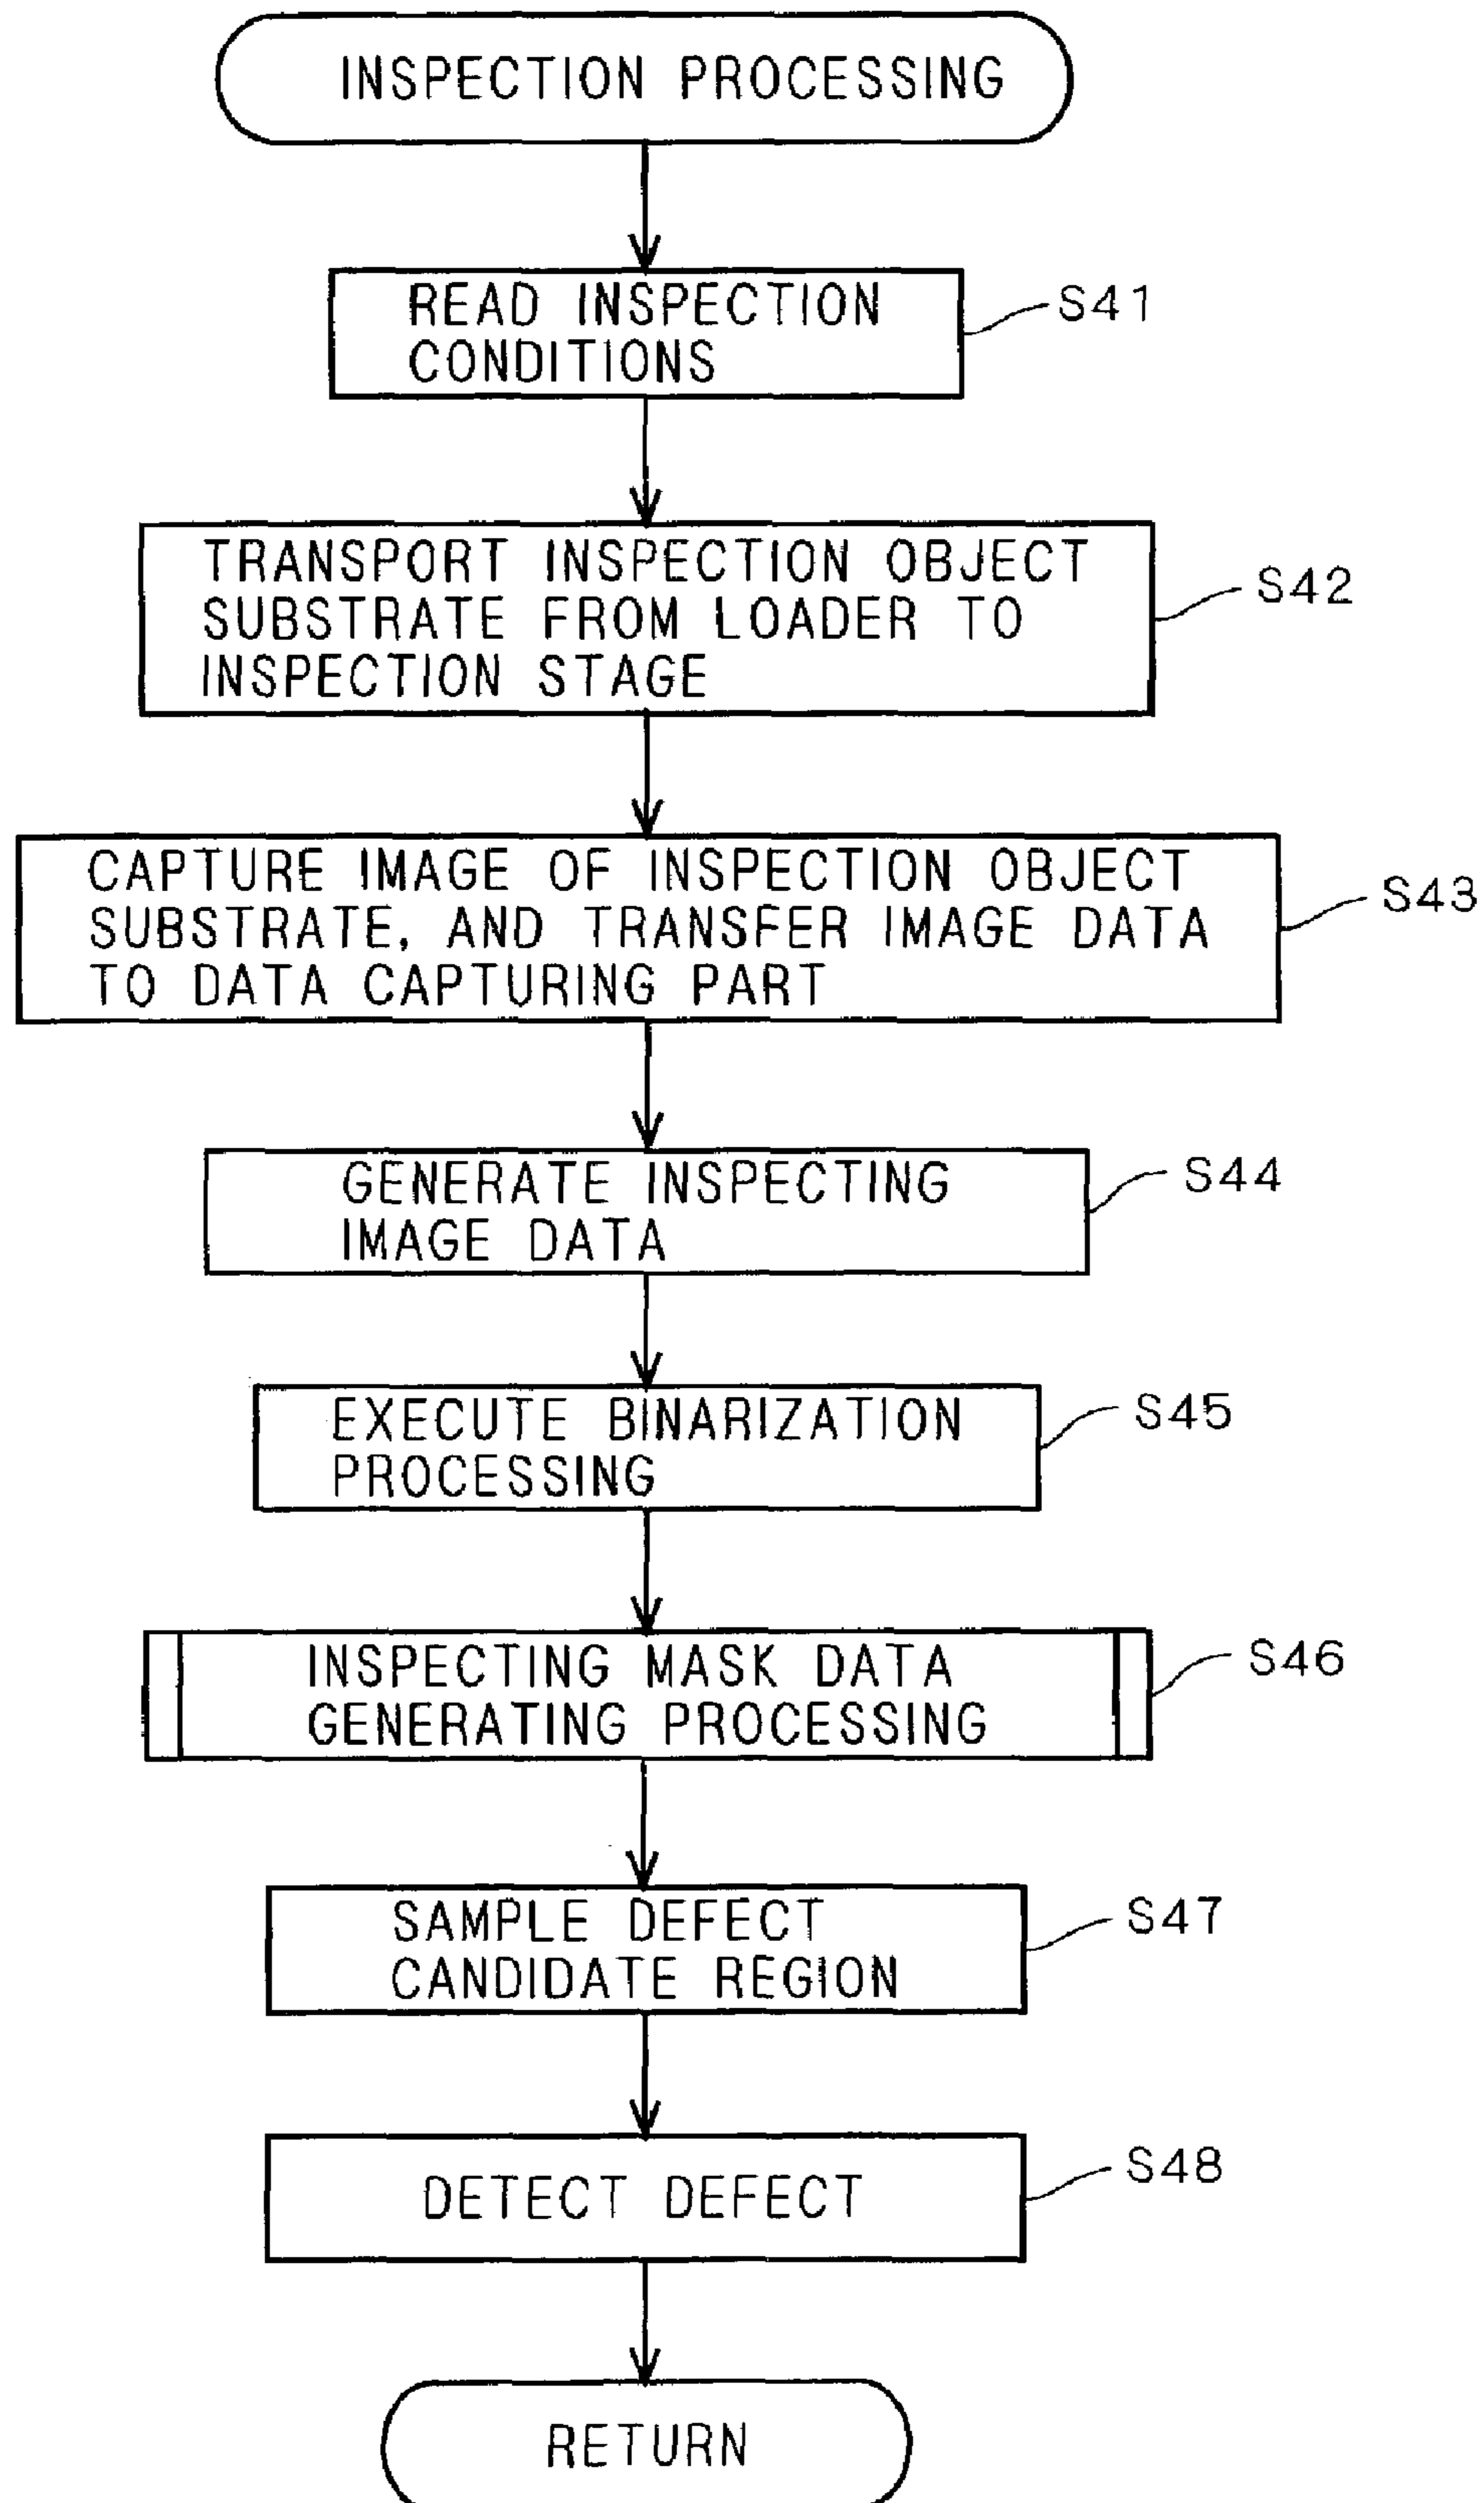 INSPECTION PROCESSING
READ INSPECTION
CONDITIONS
S41
TRANSPORT INSPECTION OBJECT
SUBSTRATE FROM LOADER TO
INSPECTION STAGE
S42
CAPTURE IMAGE OF INSPECTION OBJECT
SUBSTRATE, AND TRANSFER IMAGE DATA
TO DATA CAPTURING PART
S43
GENERATE INSPECTING
IMAGE DATA
S44
EXECUTE BINARIZATION
PROCESSING
S45
INSPECTING MASK DATA
GENERATING PROCESSING
S46
SAMPLE DEFECT
CANDIDATE REGION
S47
DETECT DEFECT
S48
RETURN